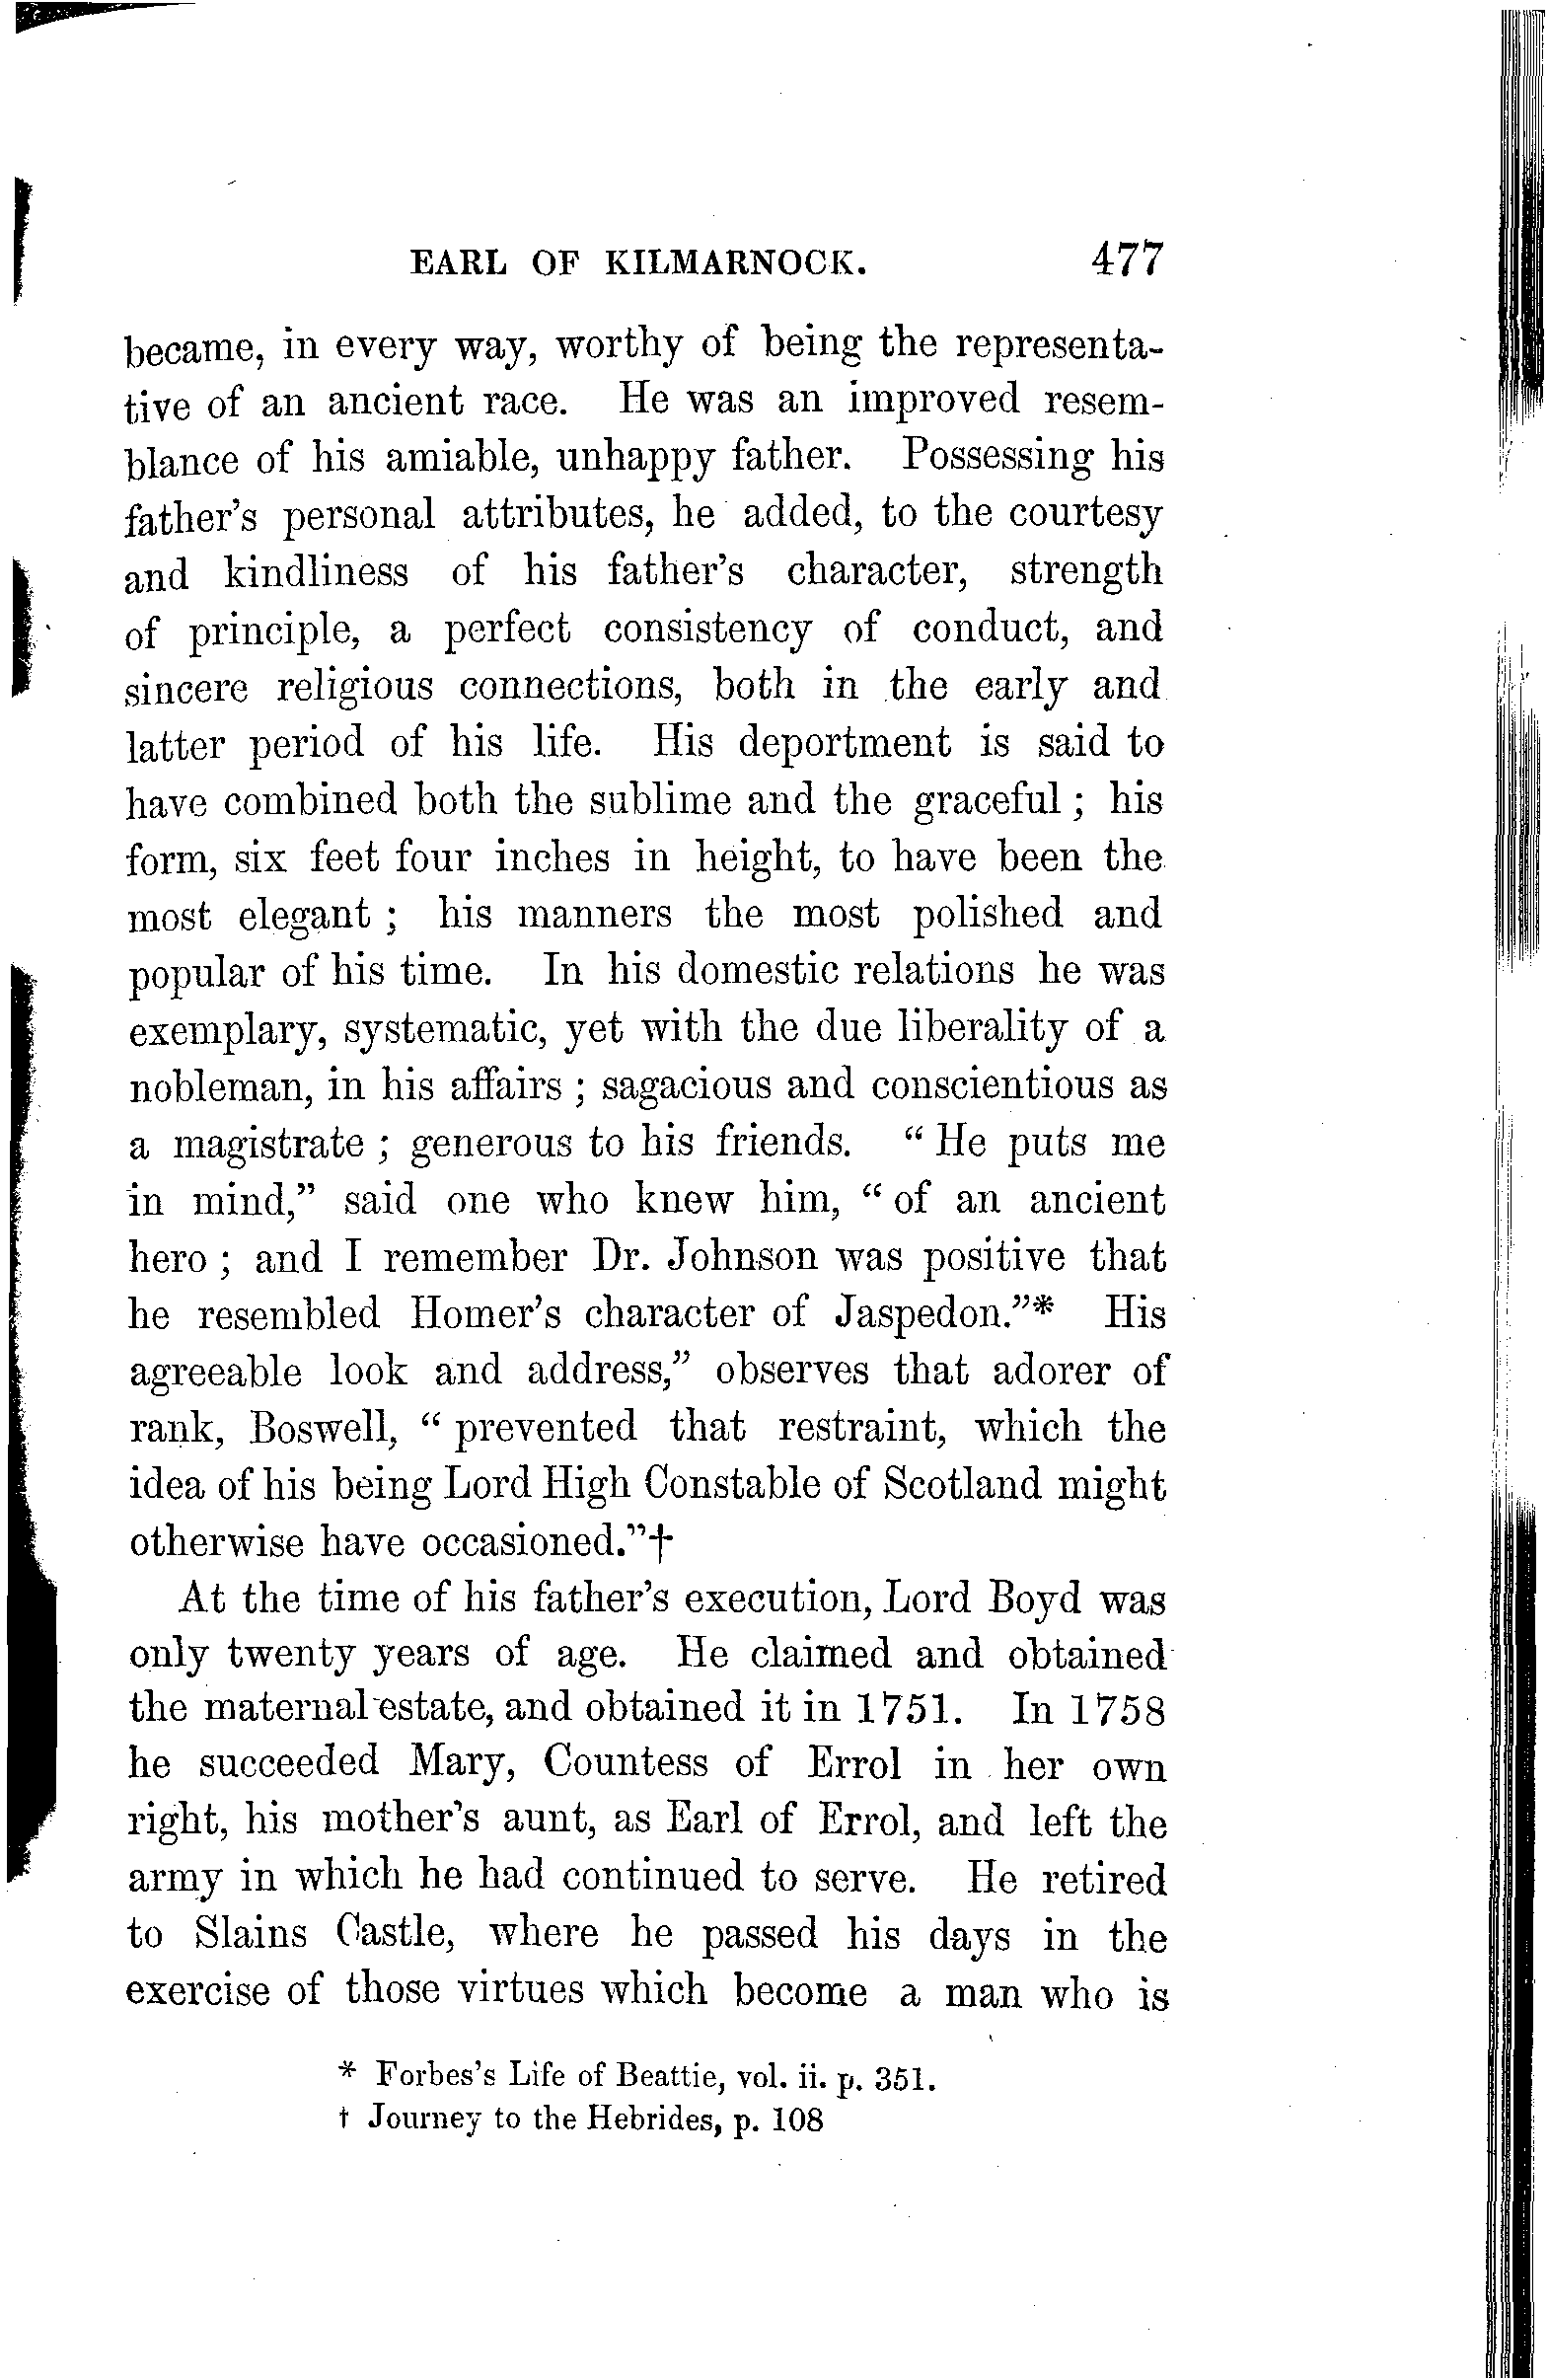 EARL OF KILMARNOCK. 477
became, in every way, worthy of being the representa-
tive of an ancient race. He was an improved resem-
blance of his amiable, unhappy father. Possessing his
father's personal attributes, he added, to the courtesy
and kindliness of his father's character, strength
of principle, a perfect consistency of conduct, and
sincere religious connections, both in the early and
latter period of his life. His deportment is said to
have combined both the sublime and the graceful ; his
form, six feet four inches in height, to have been the
most elegant ; his manners the most polished and
popular of his time. In his domestic relations he was
exemplary, systematic, yet with the due liberality of a
nobleman, in his affairs ; sagacious and conscientious as
a magistrate ; generous to his friends. “ He puts me
in mind,” said one who knew him, “ of an ancient
hero ; and I remember Dr. Johnson was positive that
he resembled Homer's character of Jaspedon.”* His
agreeable look and address,” observes that adorer of
rank, Boswell, “ prevented that restraint, which the
idea of his being Lord High Constable of Scotland might
otherwise have occasioned.”†
At the time of his father's execution, Lord Boyd was
only twenty years of age. He claimed and obtained
the maternal estate, and obtained it in 1751. In 1758
he succeeded Mary, Countess of Errol in her own
right, his mother's aunt, as Earl of Errol, and left the
army in which he had continued to serve. He retired
to Slains Castle, where he passed his days in the
exercise of those virtues which become a man who is
* Forbes's Life of Beattie, vol. ii. p. 351.
† Journey to the Hebrides, p. 108